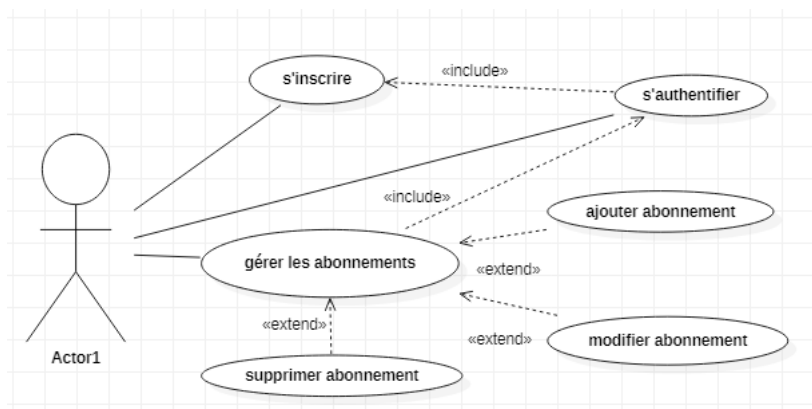 s'inscrire
«include»
s'authentifier
«include»
ajouter abonnement
gérer les abonnements
«extend»
«extend»
«extend»
modifier abonnement
Actor1
supprimer abonnement